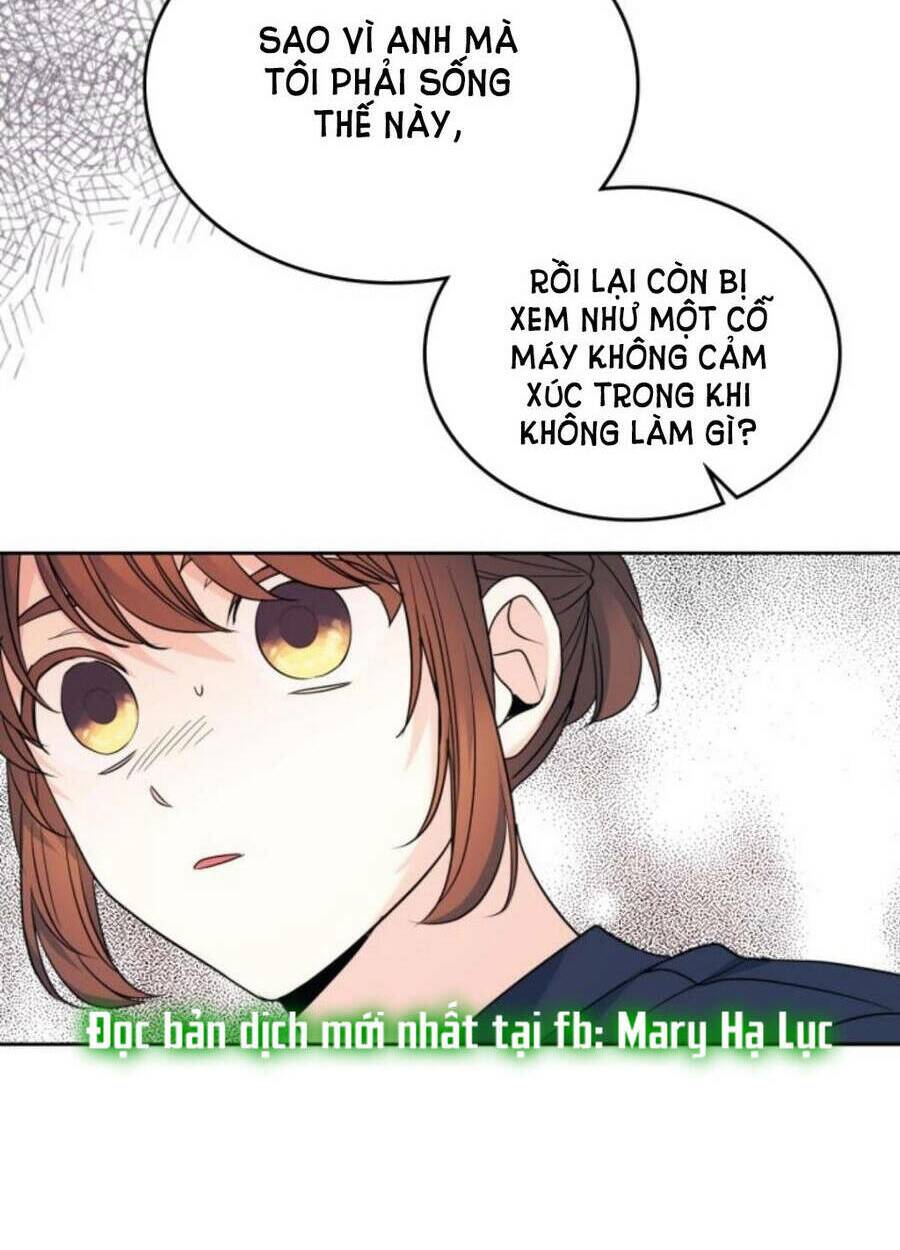 SAO VÌ ANH MÀ
TÔI PHẢI SỐNG
THẾ NÀY,
RỒI LẠI CÒN BỊ
XEM NHƯ MỘT CỖ
MÁY KHÔNG CẢM
XÚC TRONG KHI
KHÔNG LÀM GÌ?
Đọc bản dịch mới nhất tại fb: Mary Hạ Lục